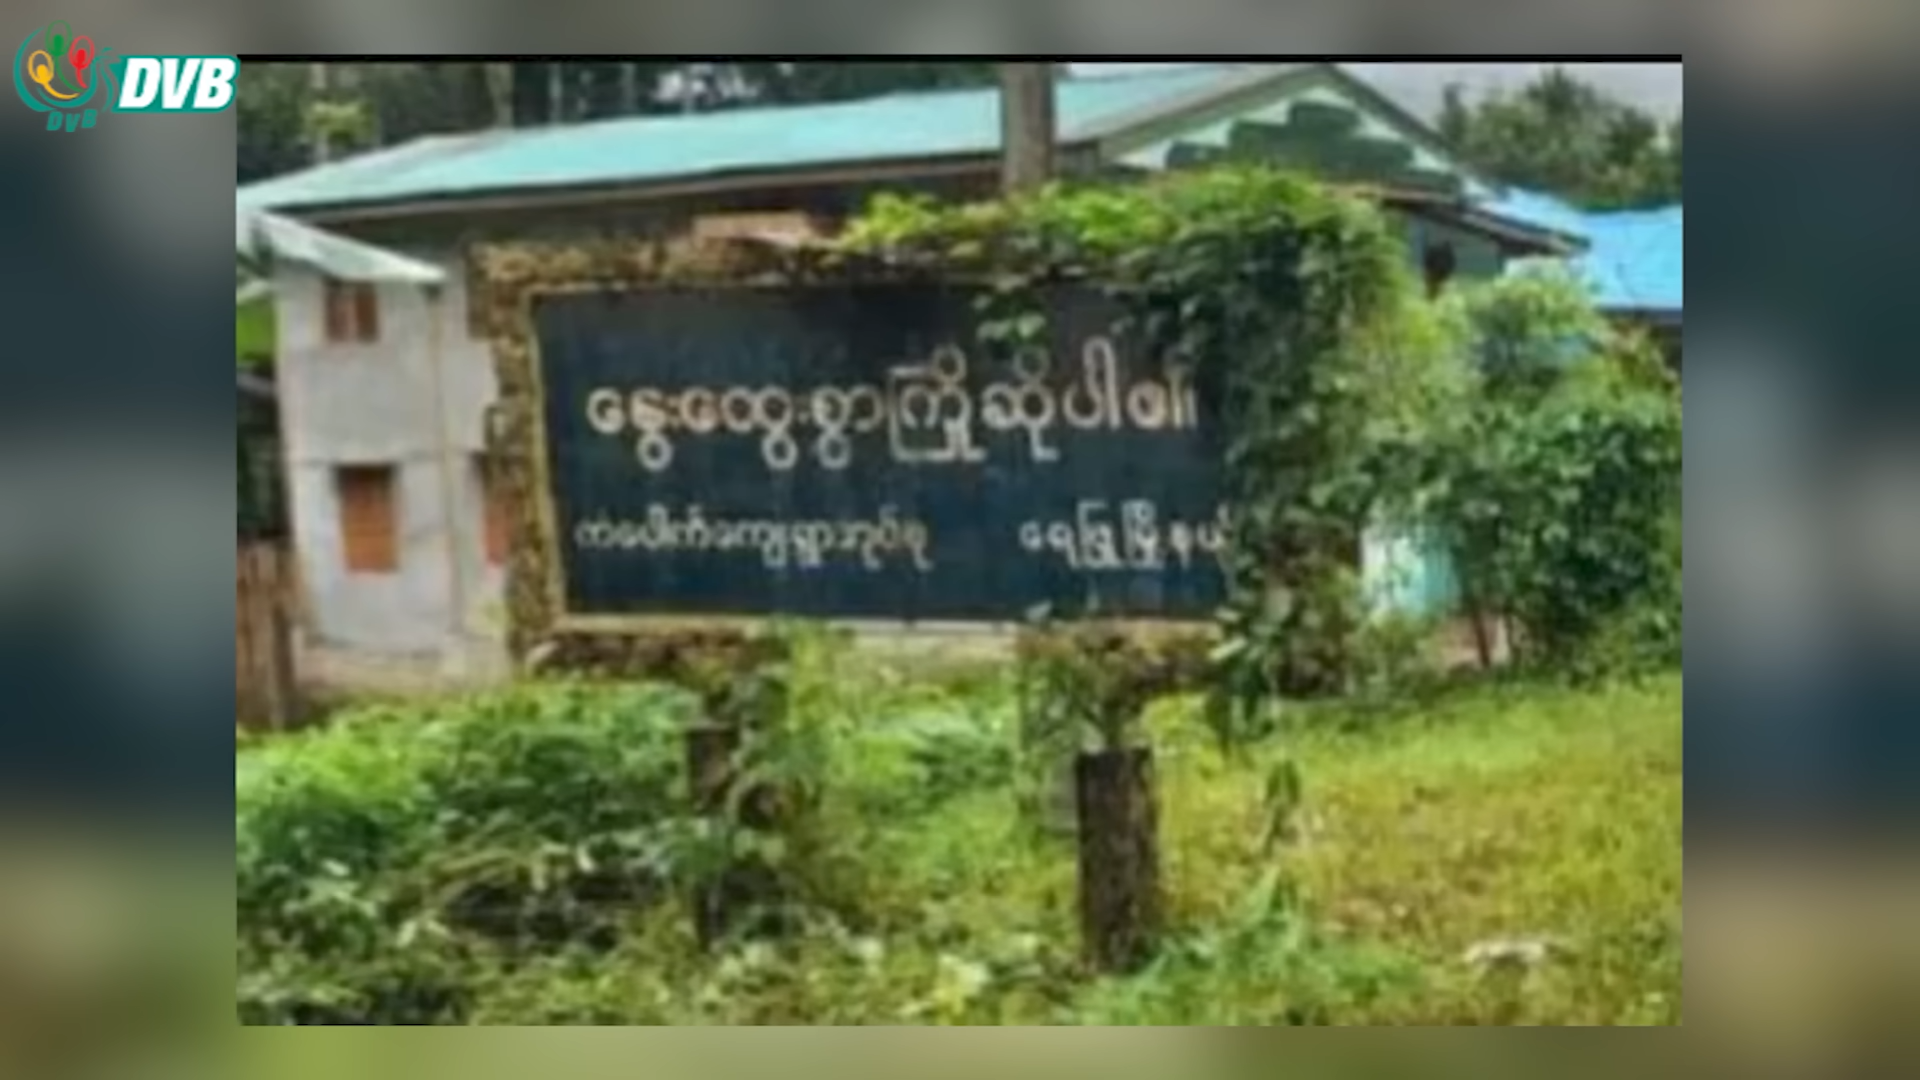 DVB
DVB
နွေးထွေးစွာကြိုဆိုပါ၏။
ကံပေါက်ကျေးရွာအုပ်စု ရေဖြူမြို့နယ်